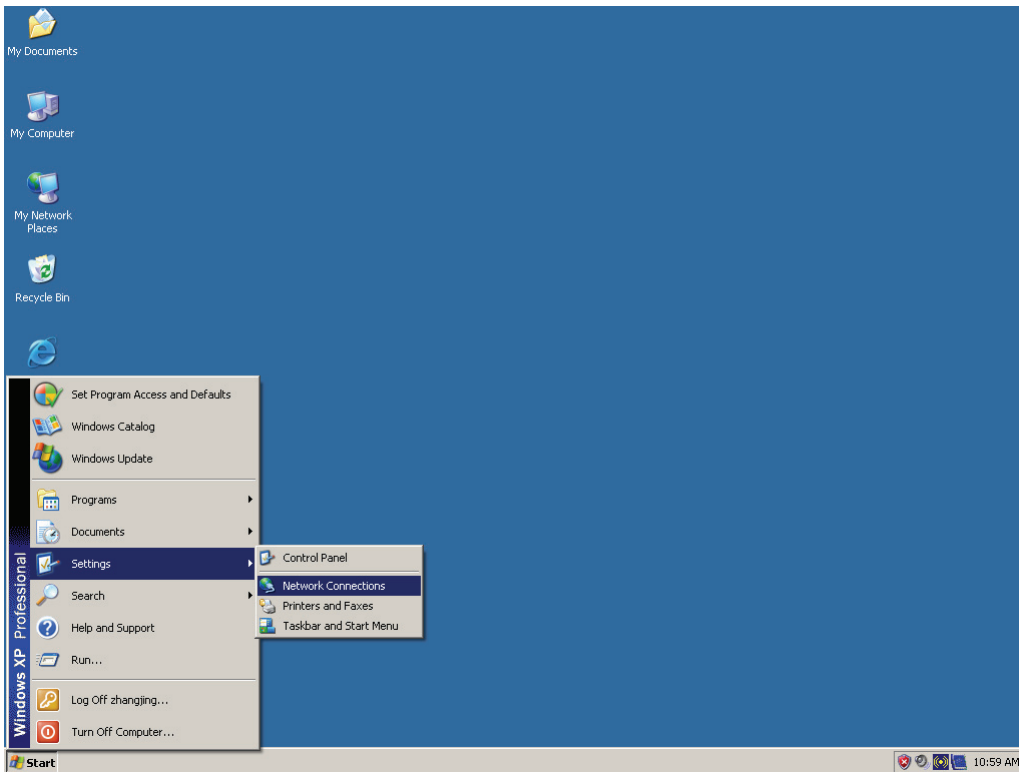 My Documents
My Computer
My Network
Places
Recycle Bin
Set Program Access and Defaults
Windows Catalog
Windows Update
Programs
Documents
Settings
Search
Help and Support
Run...
Log Off zhangjing...
Turn Off Computer...
Windows XP Professional
Control Panel
Network Connections
Printers and Faxes
Taskbar and Start Menu
Start
10:59 AM